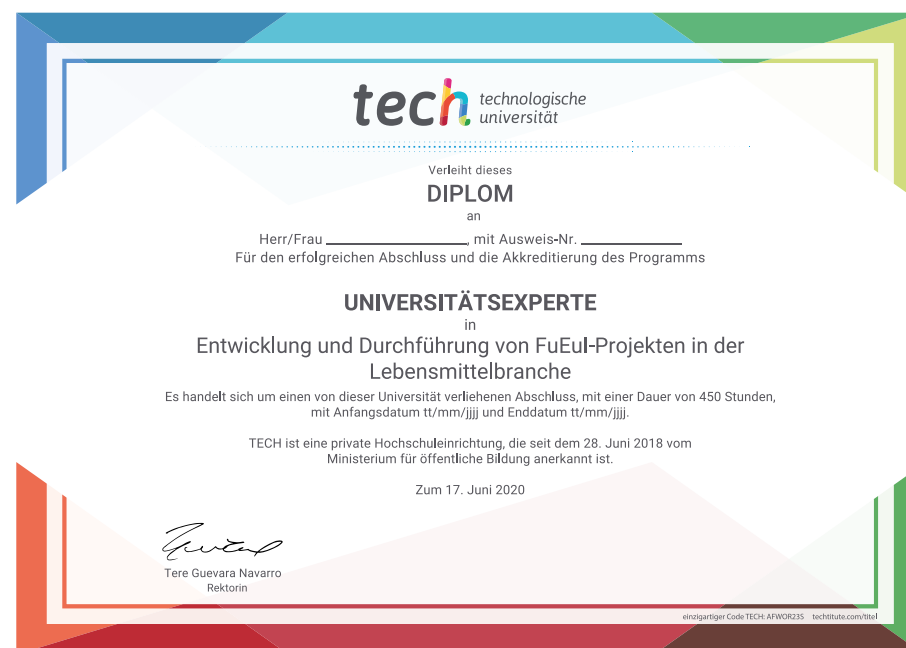 tech technologische
universität
Verleiht dieses
DIPLOM
an
Herr/Frau _______________, mit Ausweis-Nr. ___________
Für den erfolgreichen Abschluss und die Akkreditierung des Programms
UNIVERSITÄTSEXPERTE
in
Entwicklung und Durchführung von FuEuI-Projekten in der
Lebensmittelbranche
Es handelt sich um einen von dieser Universität verliehenen Abschluss, mit einer Dauer von 450 Stunden,
mit Anfangsdatum tt/mm/jjjj und Enddatum tt/mm/jjjj.
TECH ist eine private Hochschuleinrichtung, die seit dem 28. Juni 2018 vom
Ministerium für öffentliche Bildung anerkannt ist.
Zum 17. Juni 2020
Tere Guevara Navarro
Rektorin
einzigartiger Code TECH: AFWOR23S techtitute.com/titel